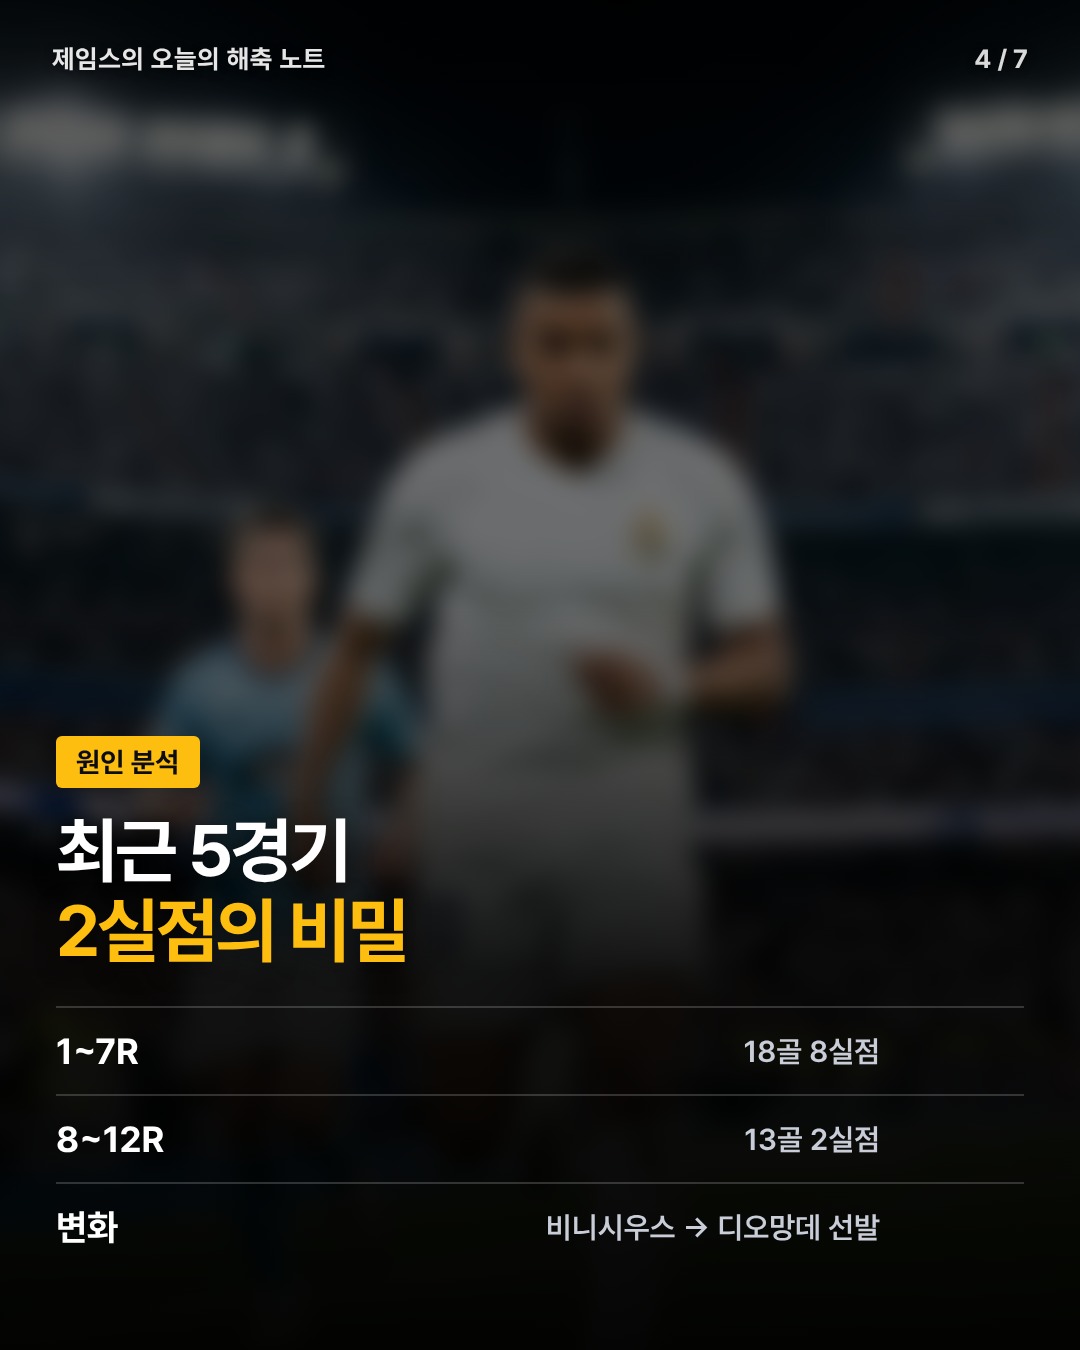 제임스의 오늘의 해축 노트
4 / 7
원인 분석
최근 5경기
2실점의 비밀
1~7R 18골 8실점
8~12R 13골 2실점
변화 비니시우스 → 디오망데 선발